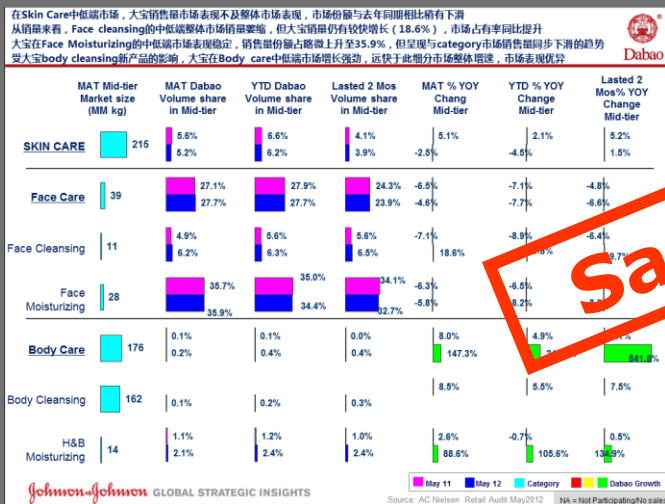 在Skin Care中低端市场，大宝销售量市场表现不及整体市场表现，市场份额与去年同期相比稍有下滑
从销量来看，Face cleansing的中低端整体市场销量萎缩，但大宝销量仍有较快增长（18.6%），市场占有率同比提升
大宝在Face Moisturizing的中低端市场表现稳定，销售量份额占略微上升至35.9%，但呈现与category市场销售量同步下滑的趋势
受大宝body cleansing新产品的影响，大宝在Body care中低端市场增长强劲，远快于此细分市场整体增速，市场表现优异
Dabao
MAT Mid-tier Market size (MM kg) MAT Dabao Volume share in Mid-tier YTD Dabao Volume share in Mid-tier Lasted 2 Mos Volume share in Mid-tier MAT % YOY Chang Mid-tier YTD % YOY Change Mid-tier Lasted 2 Mos% YOY Change Mid-tier
SKIN CARE 215 5.6% 6.6% 4.1% 5.1% 2.1% 5.2%
5.2% 6.2% 3.9% -2.5% -4.5% 1.5%
Face Care 39 27.1% 27.9% 24.3% -6.5% -7.1% -4.8%
27.7% 27.7% 23.9% -4.6% -7.7% -6.6%
Face Cleansing 11 4.9% 5.6% 5.6% -7.1% -8.9% -6.4%
6.2% 6.3% 6.5% 18.6%
Face Moisturizing 28 35.7% 35.0% 34.1% -6.3% -6.5%
35.9% 34.4% 32.7% -5.8% -8.2%
Body Care 176 0.1% 0.1% 0.0% 8.0% 4.9%
0.2% 0.4% 0.4% 147.3% 841.8%
Body Cleansing 162 8.5% 5.5% 7.5%
0.1% 0.2% 0.3%
H&B Moisturizing 14 1.1% 1.2% 1.0% 2.6% -0.7% 0.5%
2.1% 2.4% 2.4% 88.6% 105.6% 134.9%
Johnson & Johnson GLOBAL STRATEGIC INSIGHTS
May 11 May 12 Category Dabao Growth
Source: AC Nielsen Retail Audit May2012 NA = Not Participating/No sales